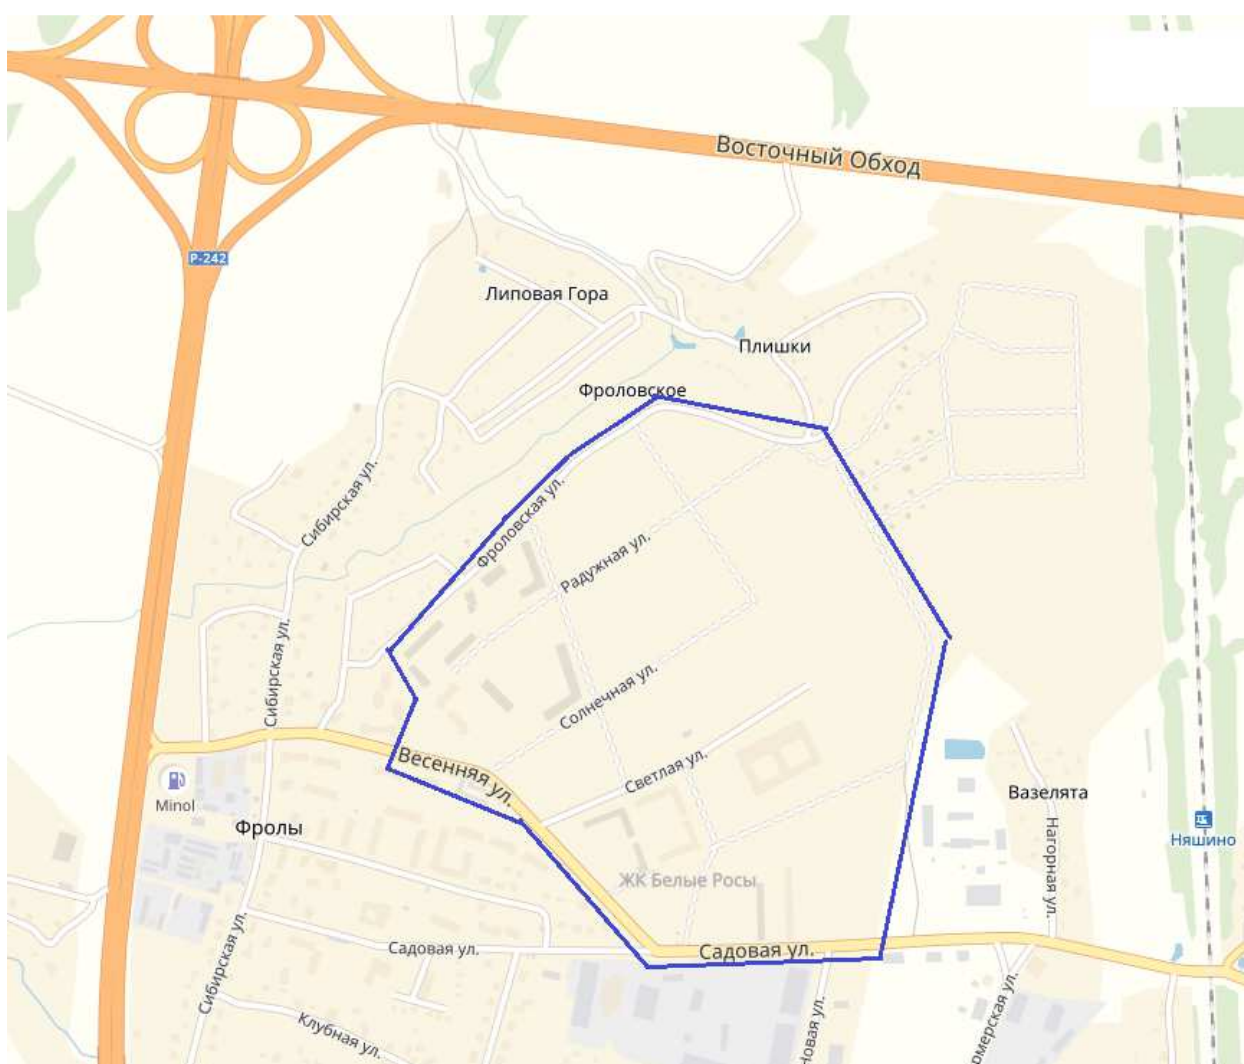 Восточный Обход
Р-242
Липовая Гора
Плишки
Фроловское
Сибирская ул.
Фроловская ул.
Радужная ул.
Сибирская ул.
Солнечная ул.
Весенняя ул.
Светлая ул.
Minol
Вазелята
Фролы
Нагорная ул.
Няшино
ЖК Белые Росы
Садовая ул.
Садовая ул.
Сибирская ул.
Клубная ул.
Новая ул.